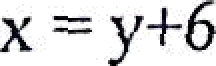 x = y+6